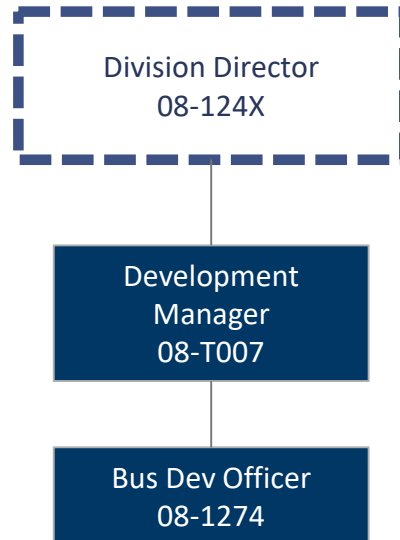 Division Director
08-124X
Development
Manager
08-T007
Bus Dev Officer
08-1274